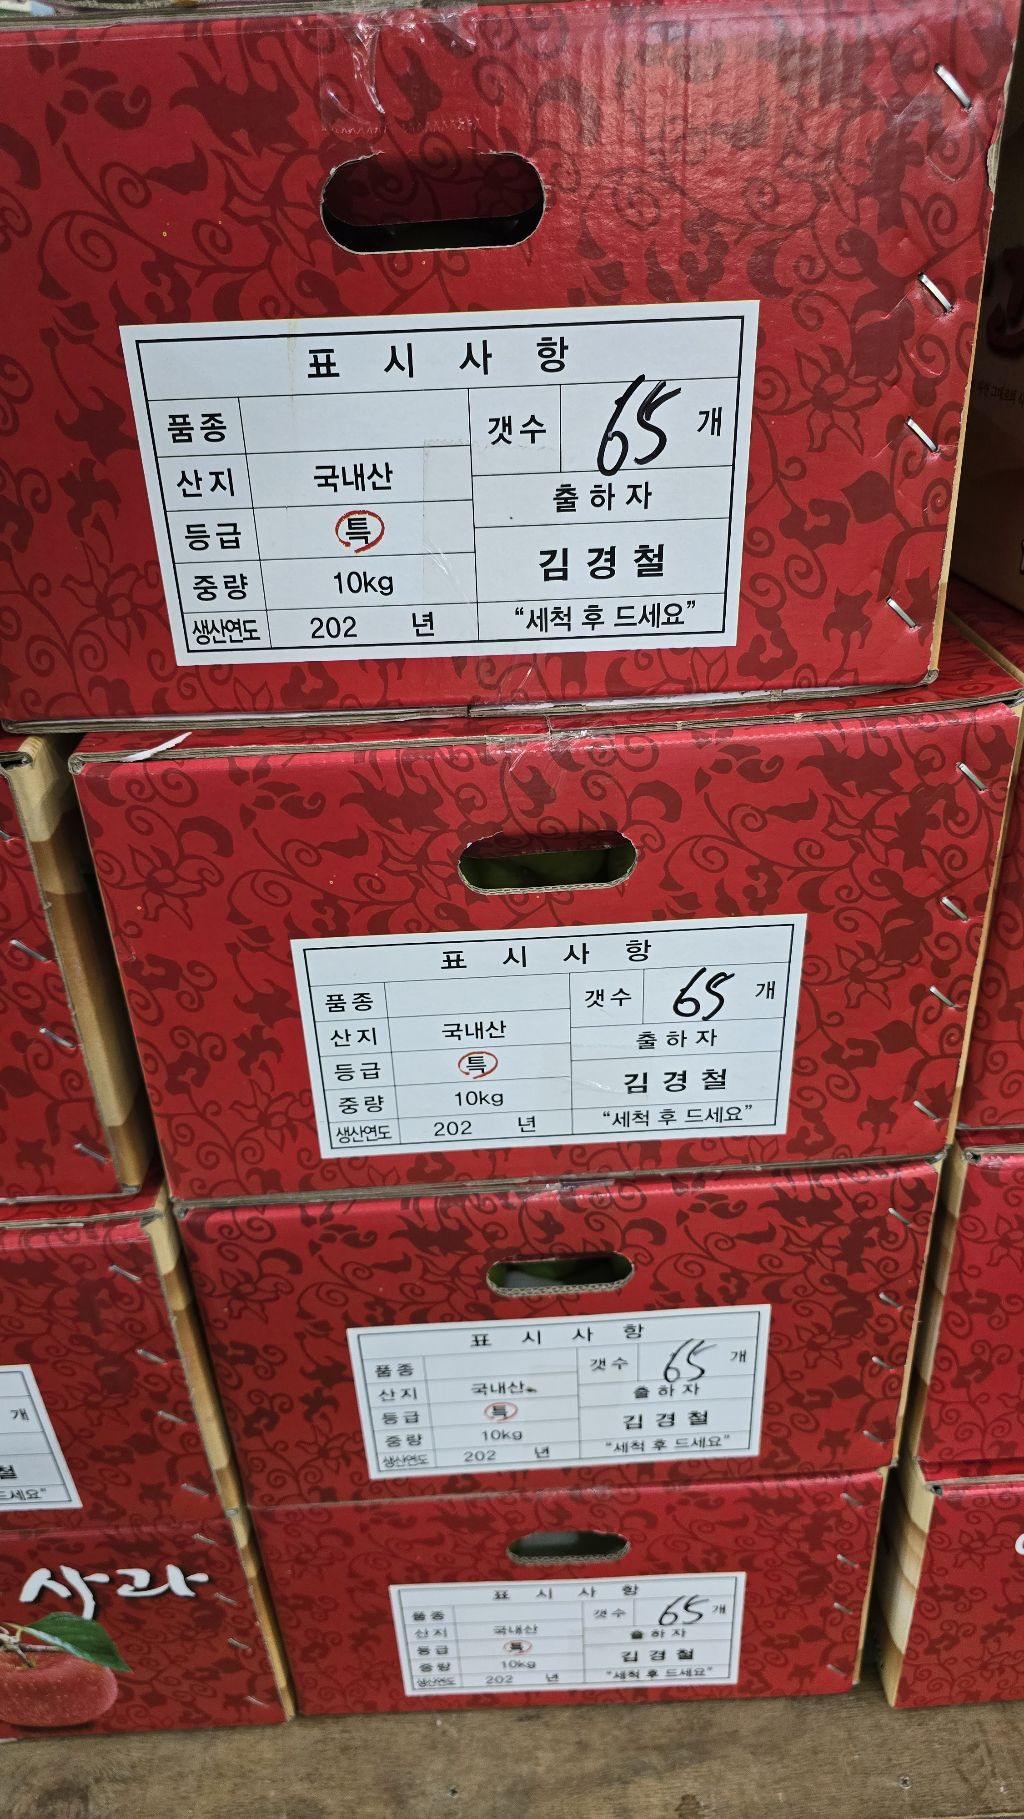 표 시 사 항
품종 갯수 65 개
산지 국내산 출하자
등급 특 김경철
중량 10kg
생산연도 202 년 “세척 후 드세요”
표 시 사 항
품종 갯수 65 개
산지 국내산 출하자
등급 특 김경철
중량 10kg
생산연도 202 년 “세척 후 드세요”
표 시 사 항
품종 갯수 65 개
산지 국내산 출하자
등급 특 김경철
중량 10kg
생산연도 202 년 “세척 후 드세요”
개
철
드세요”
사과
표 시 사 항
품종 갯수 65 개
산지 국내산 출하자
등급 특 김경철
중량 10kg
생산연도 202 년 “세척 후 드세요”